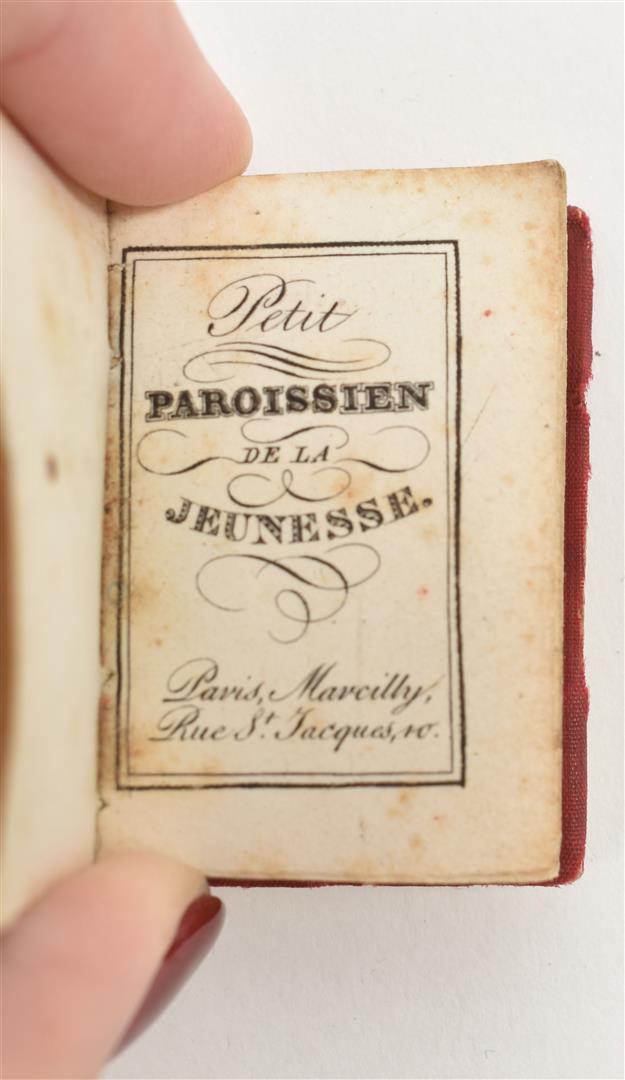 Petit
PAROISSIEN
DE LA
JEUNESSE.
Paris, Marcilly,
Rue St. Jacques, 10.